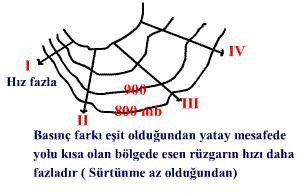 IV
I
Hız fazla
900
III
800 mb
II
Basınç farkı eşit olduğundan yatay mesafede
yolu kısa olan bölgede esen rüzgarın hızı daha
fazladır ( Sürtünme az olduğundan)